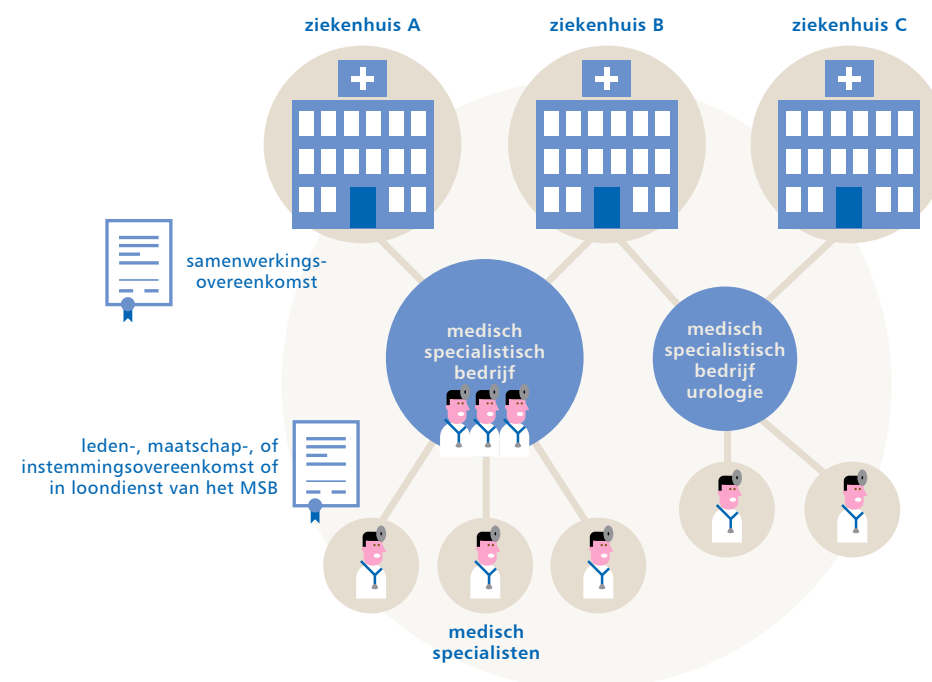 ziekenhuis A
ziekenhuis B
ziekenhuis C
samenwerkings-
overeenkomst
medisch
specialistisch
bedrijf
medisch
specialistisch
bedrijf
urologie
leden-, maatschap-, of
instemmingsovereenkomst of
in loondienst van het MSB
medisch
specialisten